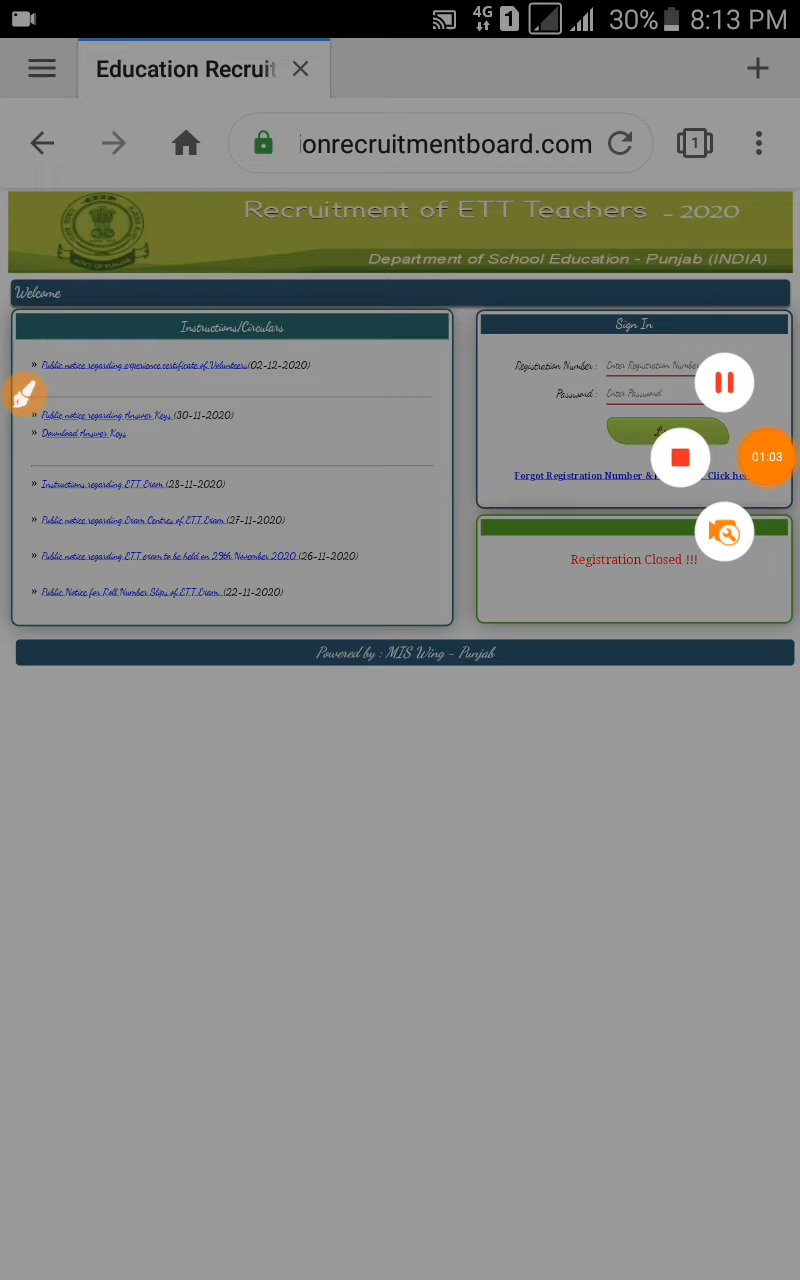 4G 1 30% 8:13 PM
Education Recruit
ionrecruitmentboard.com 1
Recruitment of ETT Teachers - 2020
Department of School Education - Punjab (INDIA)
Welcome
Instructions/Circulars
» Public notice regarding experience certificate of Volunteers(02-12-2020)
» Public notice regarding Answer Keys (30-11-2020)
» Download Answer Keys
» Instructions regarding ETT Exam (28-11-2020)
» Public notice regarding Exam Centres of ETT Exam (27-11-2020)
» Public notice regarding ETT exam to be held on 29th November 2020 (26-11-2020)
» Public Notice for Roll Number Slips of ETT Exam (22-11-2020)
Sign In
Registration Number : Enter Registration Number
Password : Enter Password
01:03
Forgot Registration Number & Click here
Registration Closed !!!
Powered by : MIS Wing - Punjab